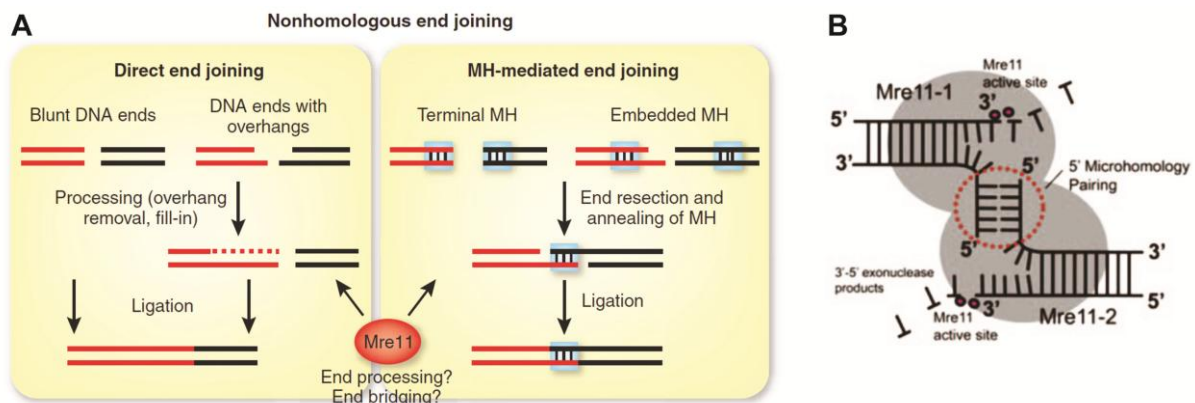 A
Nonhomologous end joining
Direct end joining
Blunt DNA ends
DNA ends with
overhangs
Processing (overhang
removal, fill-in)
Ligation
MH-mediated end joining
Terminal MH
Embedded MH
End resection and
annealing of MH
Ligation
Mre11
End processing?
End bridging?
B
Mre11
active site
Mre11-1
3’
5’
3’
5’
5’ Microhomology
Pairing
5’
3’
3’-5’ exonuclease
products
3’
5’
Mre11
active site
Mre11-2